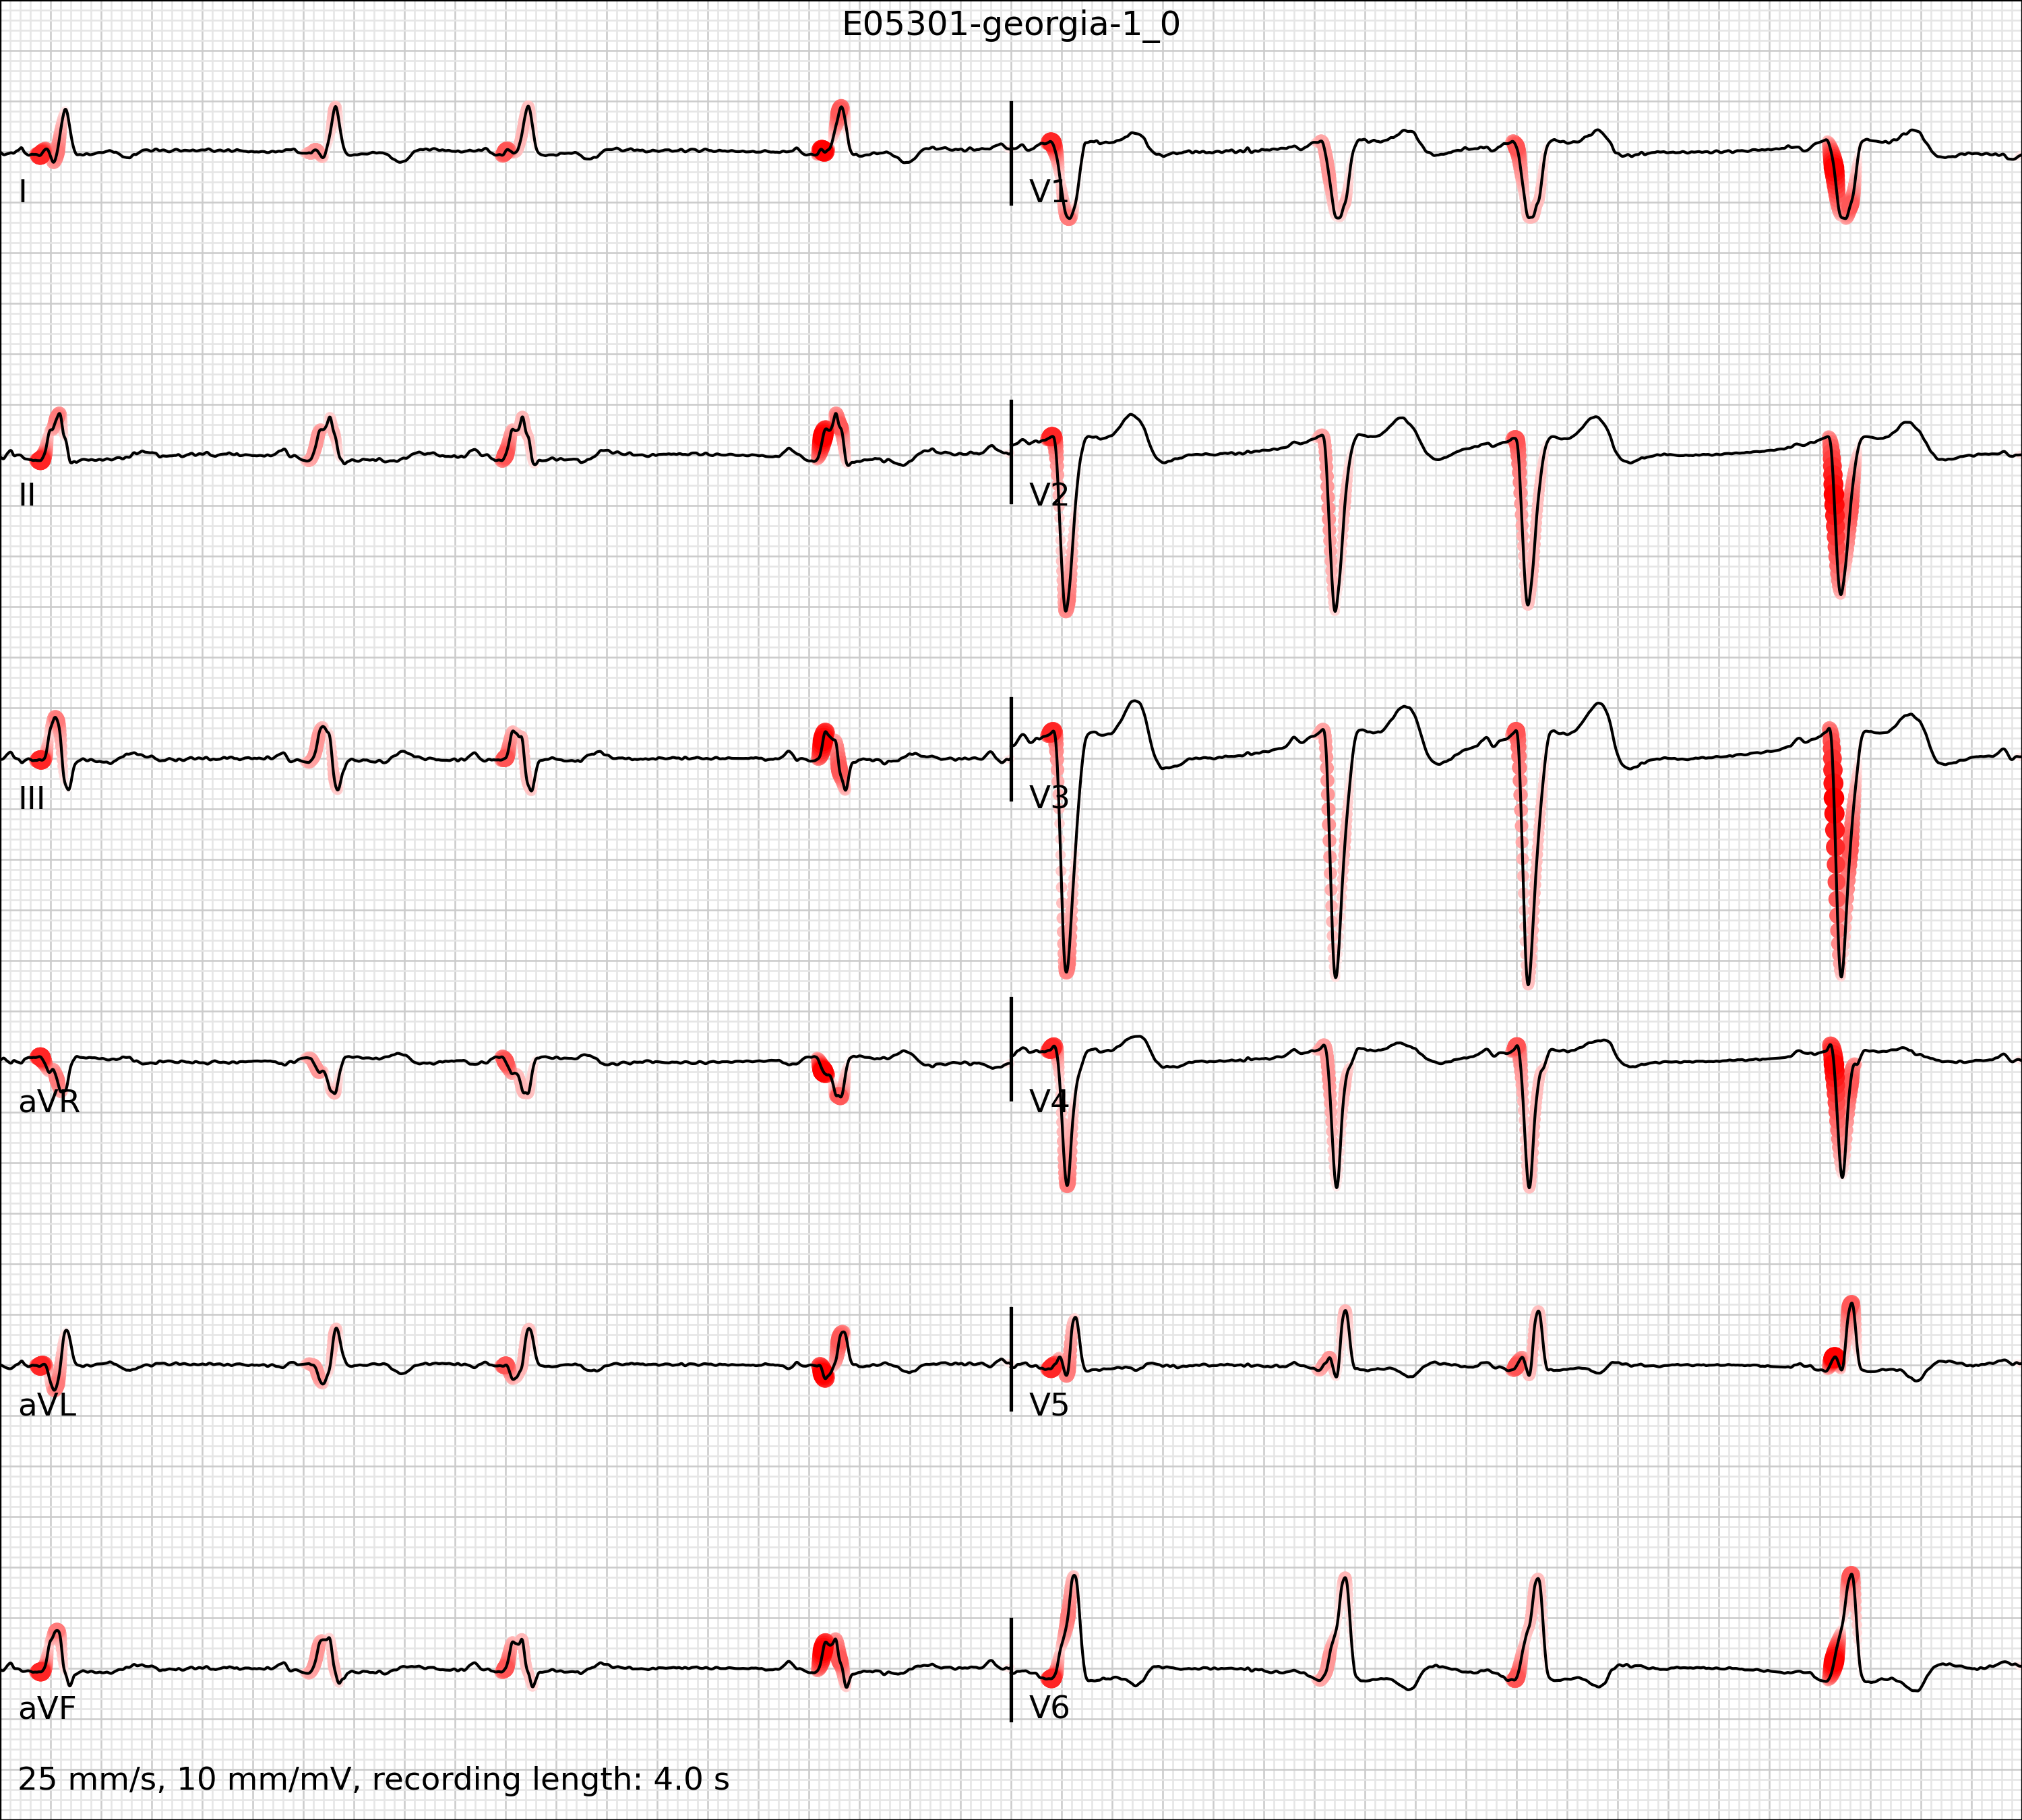 E05301-georgia-1_0
I
V1
II
V2
III
V3
aVR
V4
aVL
V5
aVF
V6
25 mm/s, 10 mm/mV, recording length: 4.0 s